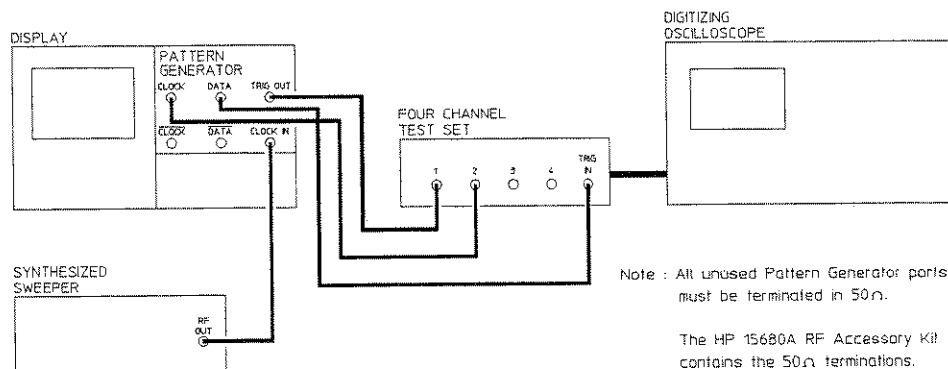 DISPLAY
PATTERN
GENERATOR
CLOCK DATA TRIG OUT
CLOCK DATA CLOCK IN
FOUR CHANNEL
TEST SET
1 2 3 4 TRIG
IN
DIGITIZING
OSCILLOSCOPE
SYNTHESIZED
SWEEPER
RF
OUT
Note : All unused Pattern Generator ports
must be terminated in 50Ω.
The HP 15680A RF Accessory Kit
contains the 50Ω terminations.